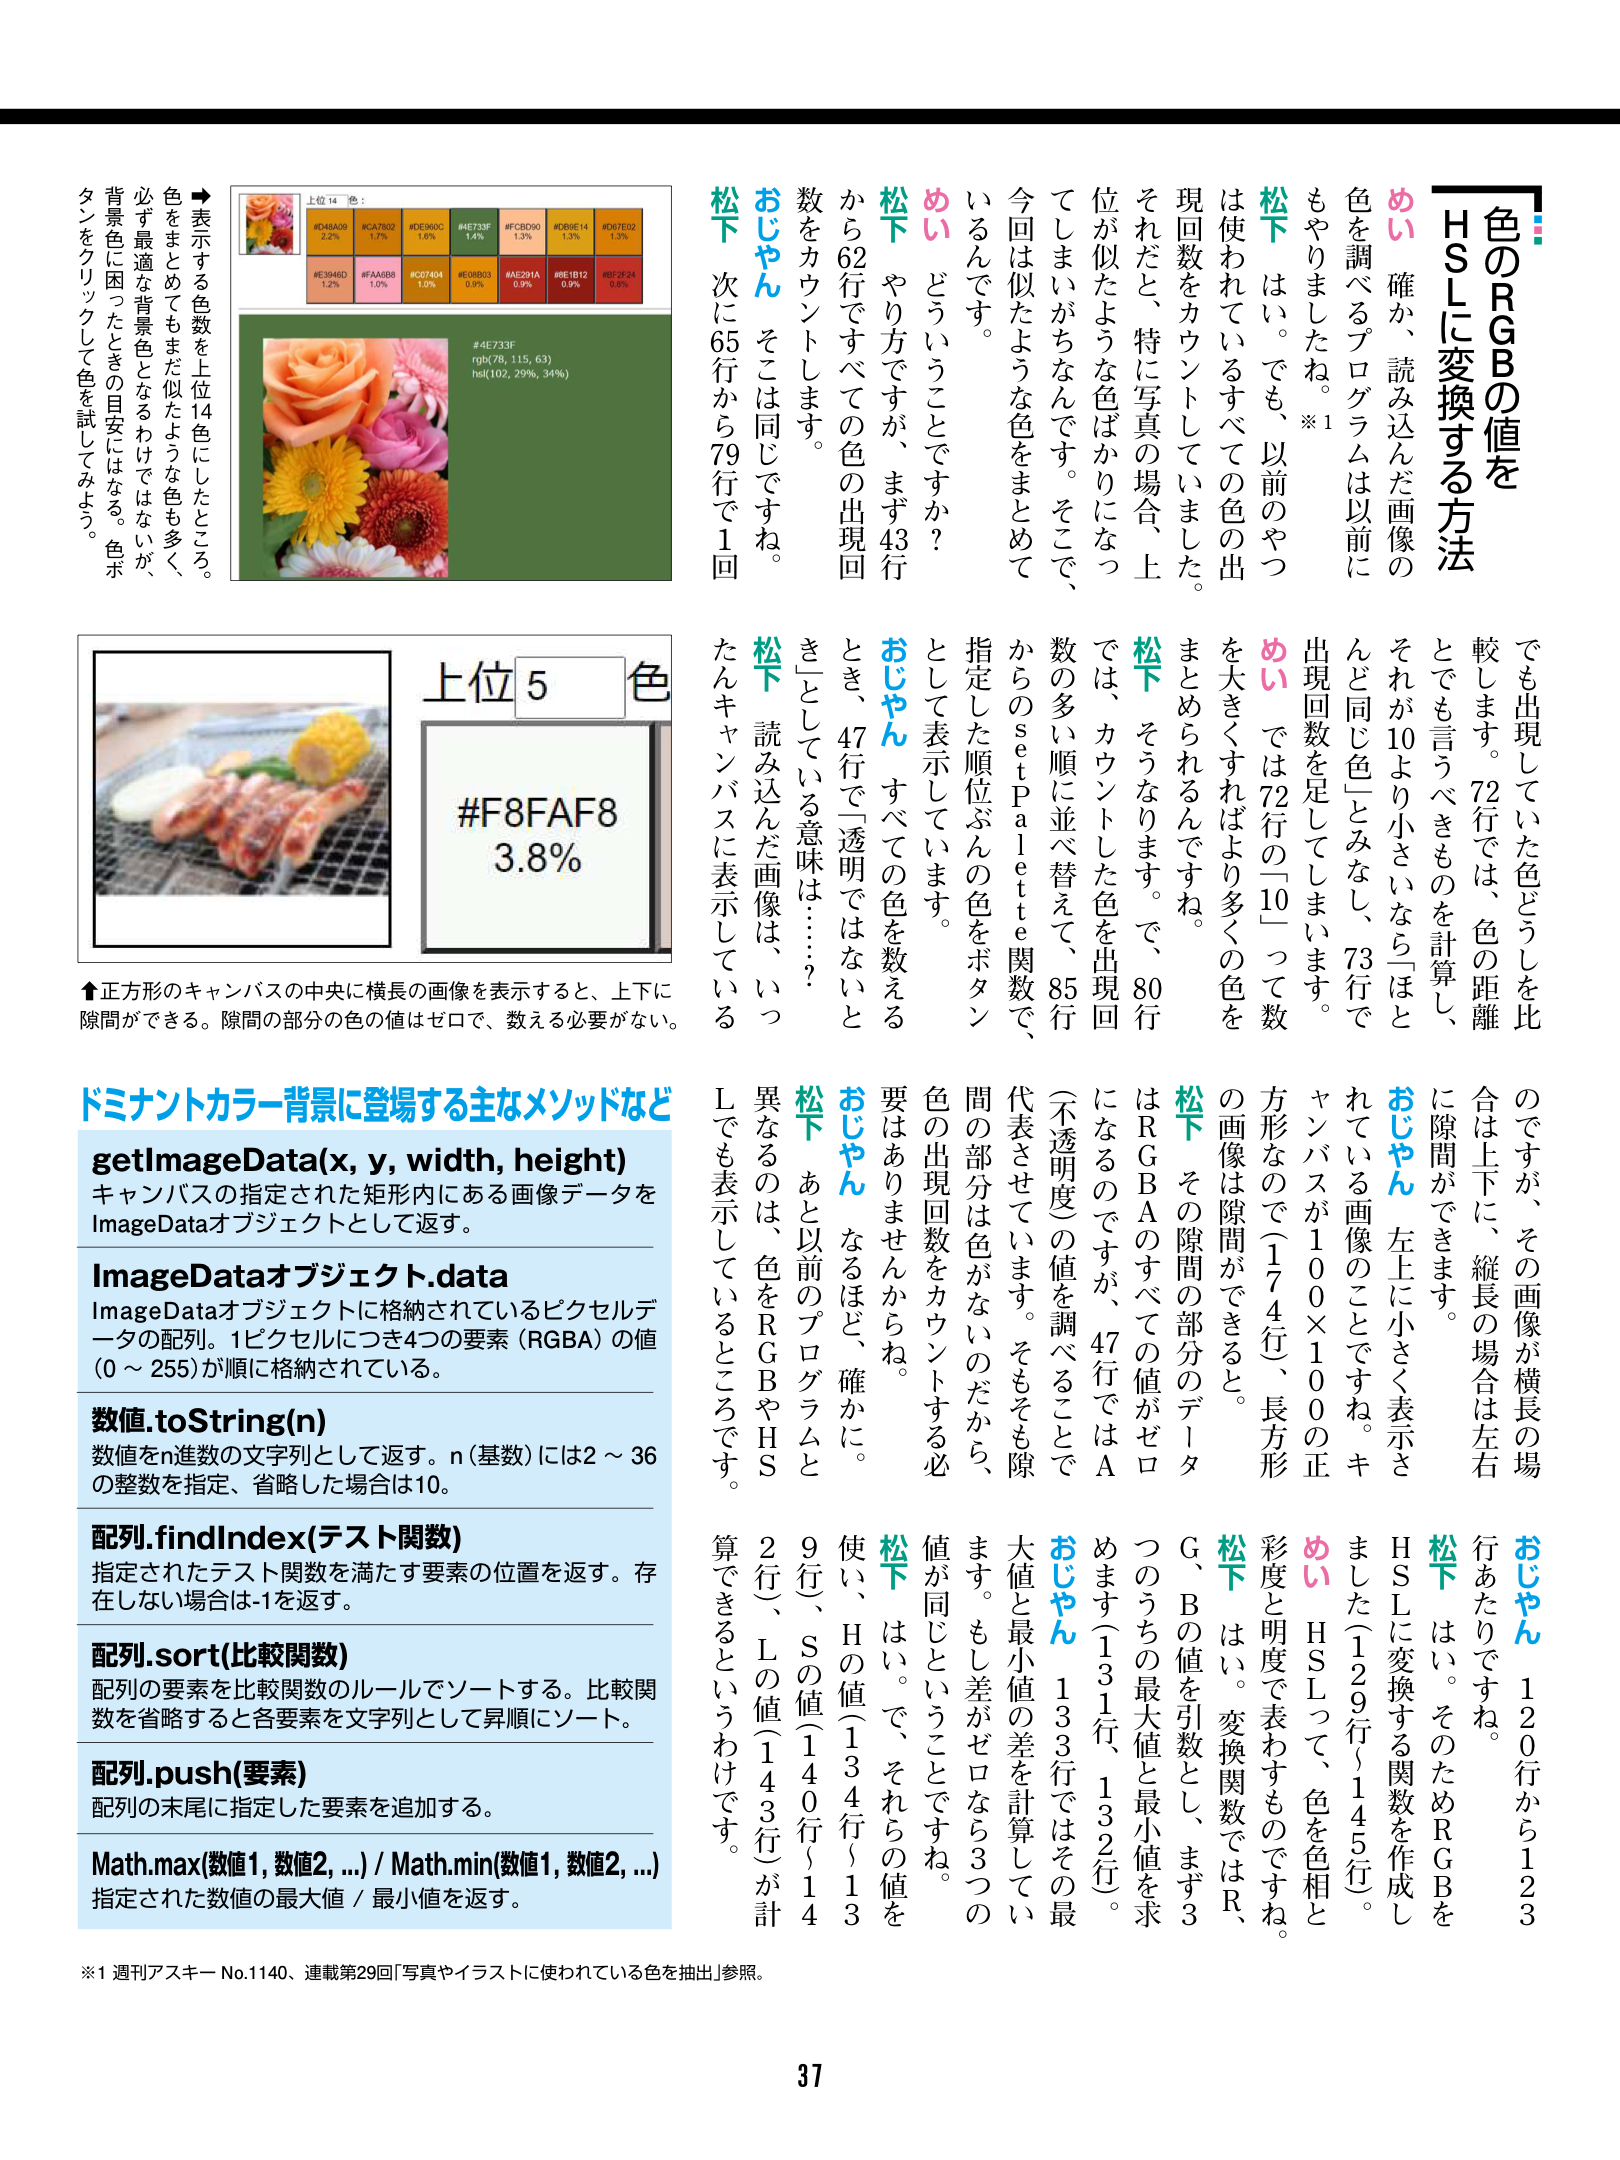 色のRGBの値を
HSLに変換する方法
めい　確か、読み込んだ画像の
色を調べるプログラムは以前に
もやりましたね。※1
松下　はい。でも、以前のやつ
は使われているすべての色の出
現回数をカウントしていました。
それだと、特に写真の場合、上
位が似たような色ばかりになっ
てしまいがちなんです。そこで、
今回は似たような色をまとめて
いるんです。
めい　どういうことですか？
松下　やり方ですが、まず43行
から62行ですべての色の出現回
数をカウントします。
おじゃん　そこは同じですね。
松下　次に65行から79行で1回
でも出現していた色どうしを比
較します。72行では、色の距離
とでも言うべきものを計算し、
それが10より小さいなら「ほと
んど同じ色」とみなし、73行で
出現回数を足してしまいます。
めい　では72行の「10」って数
を大きくすればより多くの色を
まとめられるんですね。
松下　そうなります。で、80行
では、カウントした色を出現回
数の多い順に並べ替えて、85行
からのsetPalette関数で、
指定した順位ぶんの色をボタン
として表示しています。
おじゃん　すべての色を数える
とき、47行で「透明ではないと
き」としている意味は……？
松下　読み込んだ画像は、いっ
たんキャンバスに表示している
のですが、その画像が横長の場
合は上下に、縦長の場合は左右
に隙間ができます。
おじゃん　左上に小さく表示さ
れている画像のことですね。キ
ャンバスが100×100の正
方形なので（174行）、長方形
の画像は隙間ができると。
松下　その隙間の部分のデータ
はRGBAのすべての値がゼロ
になるのですが、47行ではA
（不透明度）の値を調べることで
代表させています。そもそも隙
間の部分は色がないのだから、
色の出現回数をカウントする必
要はありませんからね。
おじゃん　なるほど、確かに。
松下　あと以前のプログラムと
異なるのは、色をRGBやHS
Lでも表示しているところです。
おじゃん　120行から123
行あたりですね。
松下　はい。そのためRGBを
HSLに変換する関数を作成し
ました（129行～145行）。
めい　HSLって、色を色相と
彩度と明度で表わすものですね。
松下　はい。変換関数ではR、
G、Bの値を引数とし、まず3
つのうちの最大値と最小値を求
めます（131行、132行）。
おじゃん　133行ではその最
大値と最小値の差を計算してい
ます。もし差がゼロなら3つの
値が同じということですね。
松下　はい。で、それらの値を
使い、Hの値（134行～13
9行）、Sの値（140行～14
2行）、Lの値（143行）が計
算できるというわけです。
上位 14 色：
#D48A09 2.2%
#CA7802 1.7%
#DE960C 1.6%
#4E733F 1.4%
#FCBD90 1.3%
#DB9E14 1.3%
#D67E02 1.3%
#E3946D 1.2%
#FAA6B8 1.0%
#C07404 1.0%
#E08B03 0.9%
#AE291A 0.9%
#8E1B12 0.9%
#BF2F24 0.8%
#4E733F
rgb(78, 115, 63)
hsl(102, 29%, 34%)
➡表示する色数を上位14色にしたところ。
色をまとめてもまだ似たような色も多く、
必ず最適な背景色となるわけではないが、
背景色に困ったときの目安にはなる。色ボ
タンをクリックして色を試してみよう。
上位 5 色
#F8FAF8
3.8%
⬆正方形のキャンバスの中央に横長の画像を表示すると、上下に
隙間ができる。隙間の部分の色の値はゼロで、数える必要がない。
ドミナントカラー背景に登場する主なメソッドなど
getImageData(x, y, width, height)
キャンバスの指定された矩形内にある画像データを
ImageDataオブジェクトとして返す。
ImageDataオブジェクト.data
ImageDataオブジェクトに格納されているピクセルデ
ータの配列。1ピクセルにつき4つの要素（RGBA）の値
（0 ～ 255）が順に格納されている。
数値.toString(n)
数値をn進数の文字列として返す。n（基数）には2 ～ 36
の整数を指定、省略した場合は10。
配列.findIndex(テスト関数)
指定されたテスト関数を満たす要素の位置を返す。存
在しない場合は-1を返す。
配列.sort(比較関数)
配列の要素を比較関数のルールでソートする。比較関
数を省略すると各要素を文字列として昇順にソート。
配列.push(要素)
配列の末尾に指定した要素を追加する。
Math.max(数値1, 数値2, ...) / Math.min(数値1, 数値2, ...)
指定された数値の最大値 / 最小値を返す。
※1 週刊アスキー No.1140、連載第29回「写真やイラストに使われている色を抽出」参照。
37